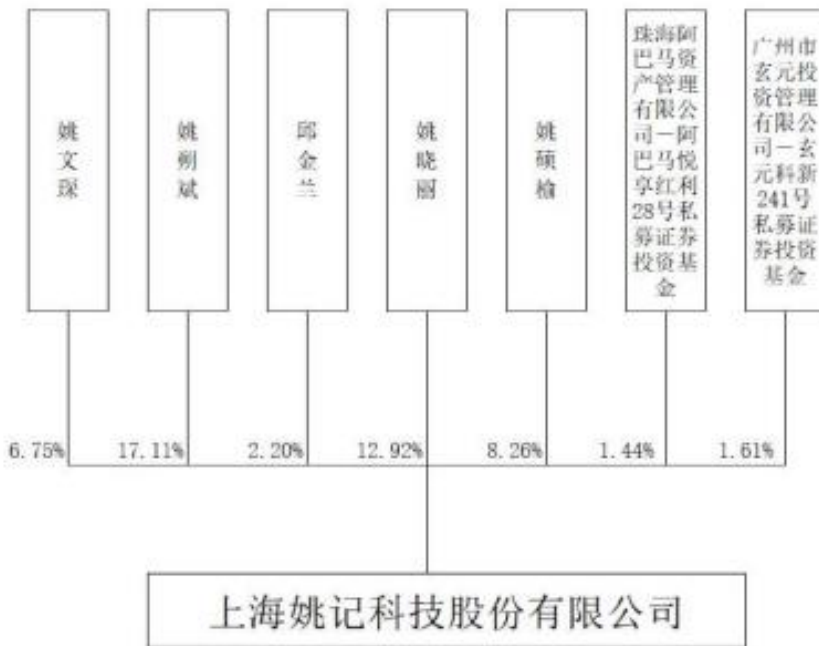 姚文琛
姚朔斌
邱金兰
姚晓丽
姚硕榆
珠海阿
巴马资
产管理
有限公
司－阿
巴马悦
享红利
28号私
募证券
投资基
金
广州市
玄元投
资管理
有限公
司－玄
元科新
241号
私募证
券投资
基金
6.75%
17.11%
2.20%
12.92%
8.26%
1.44%
1.61%
上海姚记科技股份有限公司